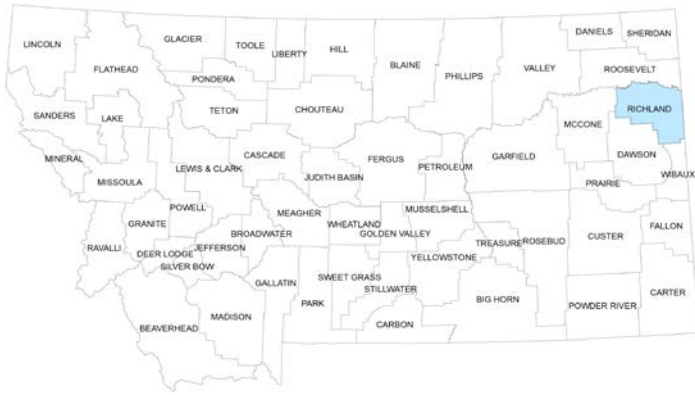 LINCOLN
FLATHEAD
GLACIER
TOOLE
LIBERTY
HILL
BLAINE
PHILLIPS
VALLEY
DANIELS
SHERIDAN
ROOSEVELT
PONDERA
TETON
CHOUTEAU
RICHLAND
SANDERS
LAKE
MCCONE
MINERAL
MISSOULA
LEWIS & CLARK
CASCADE
JUDITH BASIN
FERGUS
PETROLEUM
GARFIELD
DAWSON
WIBAUX
PRAIRIE
POWELL
MEAGHER
MUSSELSHELL
GRANITE
BROADWATER
WHEATLAND
GOLDEN VALLEY
TREASURE
ROSEBUD
CUSTER
FALLON
RAVALLI
DEER LODGE
JEFFERSON
SILVER BOW
YELLOWSTONE
GALLATIN
PARK
SWEET GRASS
STILLWATER
BIG HORN
POWDER RIVER
CARTER
BEAVERHEAD
MADISON
CARBON